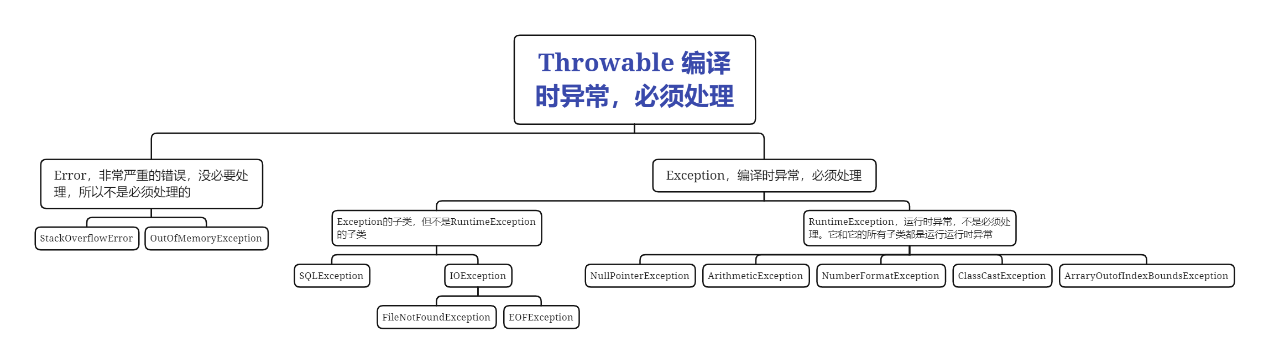 Throwable 编译
时异常，必须处理
Error，非常严重的错误，没必要处
理，所以不是必须处理的
Exception，编译时异常，必须处理
StackOverflowError
OutOfMemoryException
Exception的子类，但不是RuntimeException
的子类
RuntimeException，运行时异常，不是必须处
理。它和它的所有子类都是运行运行时异常
SQLException
IOException
NullPointerException
ArithmeticException
NumberFormatException
ClassCastException
ArraryOutofIndexBoundsException
FileNotFoundException
EOFException